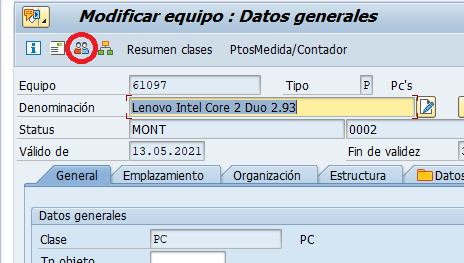 Modificar equipo : Datos generales
Resumen clases PtosMedida/Contador
Equipo 61097 Tipo P Pc's
Denominación Lenovo Intel Core 2 Duo 2.93
Status MONT 0002
Válido de 13.05.2021 Fin de validez
General Emplazamiento Organización Estructura Datos
Datos generales
Clase PC PC
Tp objeto